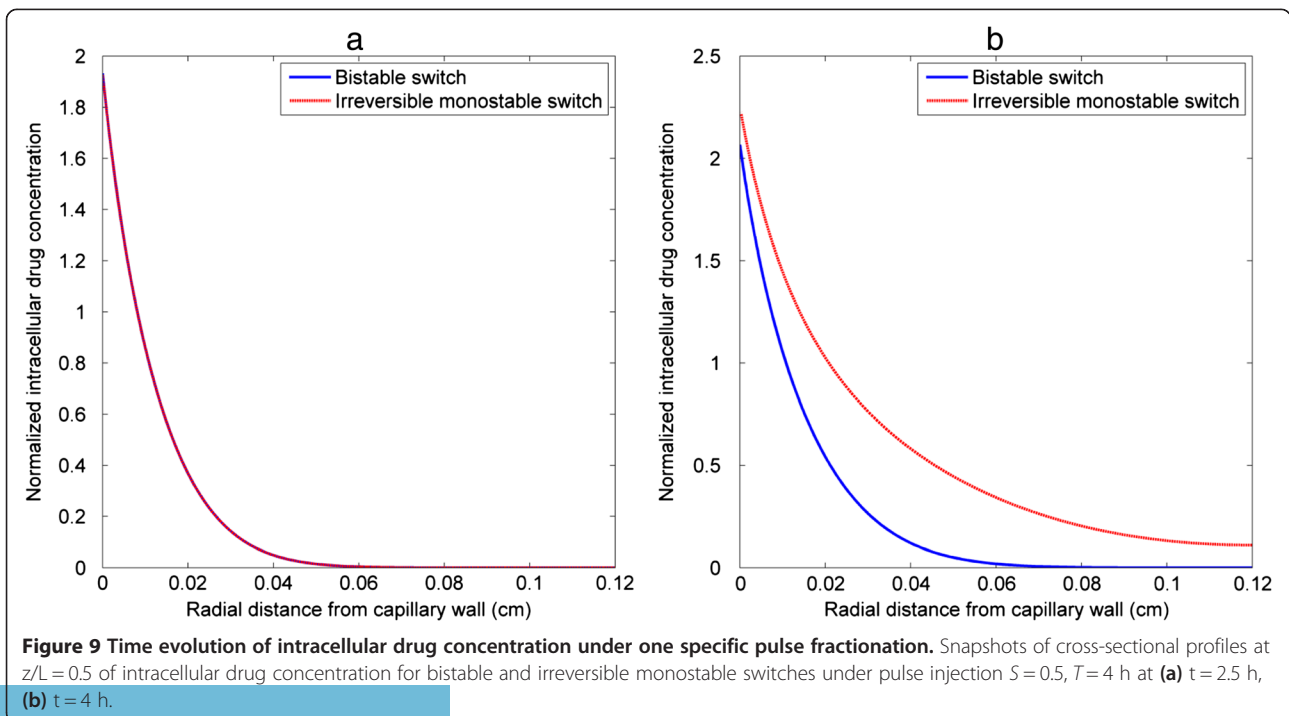 a
2
1.8
1.6
1.4
1.2
1
0.8
0.6
0.4
0.2
0
Normalized intracellular drug concentration
Bistable switch
Irreversible monostable switch
0
0.02
0.04
0.06
0.08
0.1
0.12
Radial distance from capillary wall (cm)
b
2.5
2
1.5
1
0.5
0
Normalized intracellular drug concentration
Bistable switch
Irreversible monostable switch
0
0.02
0.04
0.06
0.08
0.1
0.12
Radial distance from capillary wall (cm)
Figure 9 Time evolution of intracellular drug concentration under one specific pulse fractionation. Snapshots of cross-sectional profiles at
z/L = 0.5 of intracellular drug concentration for bistable and irreversible monostable switches under pulse injection S = 0.5, T = 4 h at (a) t = 2.5 h,
(b) t = 4 h.